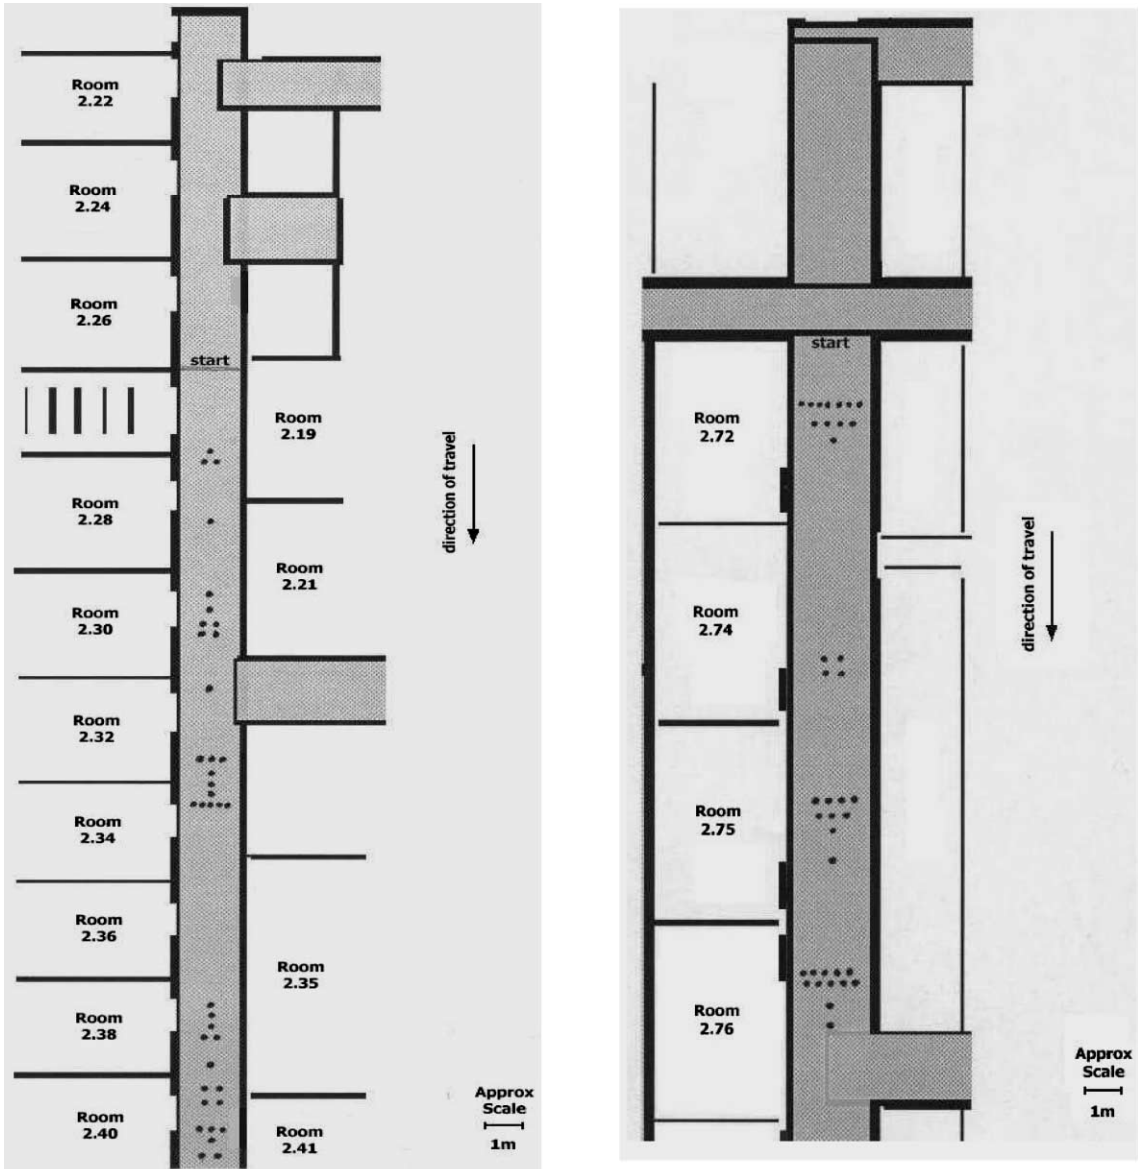 Room
2.22
Room
2.24
Room
2.26
start
Room
2.19
Room
2.28
Room
2.21
Room
2.30
Room
2.32
Room
2.34
Room
2.36
Room
2.35
Room
2.38
Room
2.40
Room
2.41
direction of travel
Approx
Scale
1m
start
Room
2.72
Room
2.74
Room
2.75
Room
2.76
direction of travel
Approx
Scale
1m